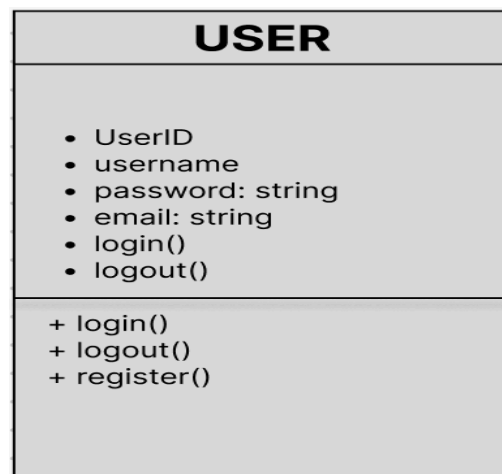 USER
• UserID
• username
• password: string
• email: string
• login()
• logout()
+ login()
+ logout()
+ register()